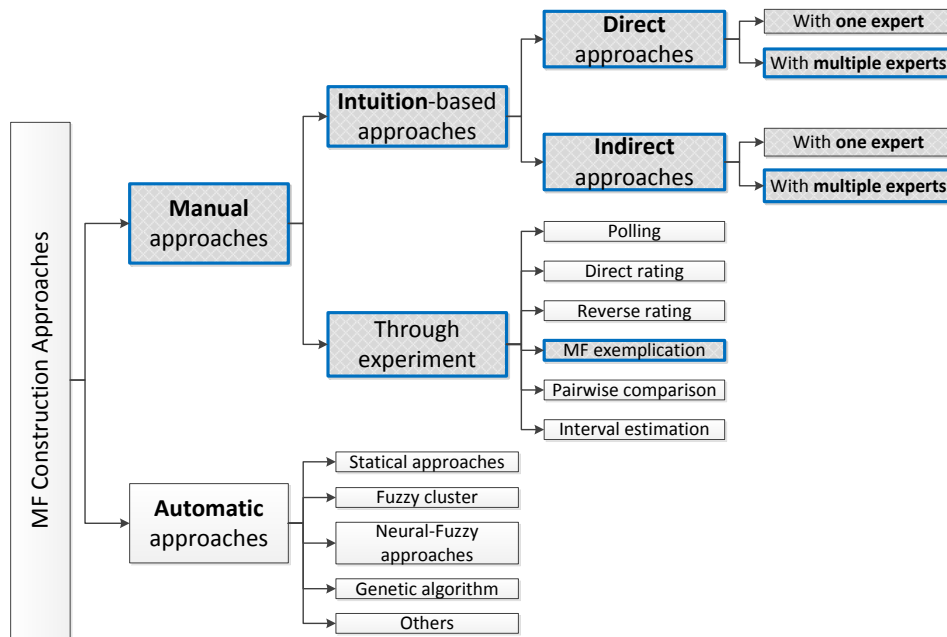 MF Construction Approaches
Manual
approaches
Automatic
approaches
Intuition-based
approaches
Through
experiment
Direct
approaches
Indirect
approaches
With one expert
With multiple experts
With one expert
With multiple experts
Polling
Direct rating
Reverse rating
MF exemplication
Pairwise comparison
Interval estimation
Statical approaches
Fuzzy cluster
Neural-Fuzzy
approaches
Genetic algorithm
Others